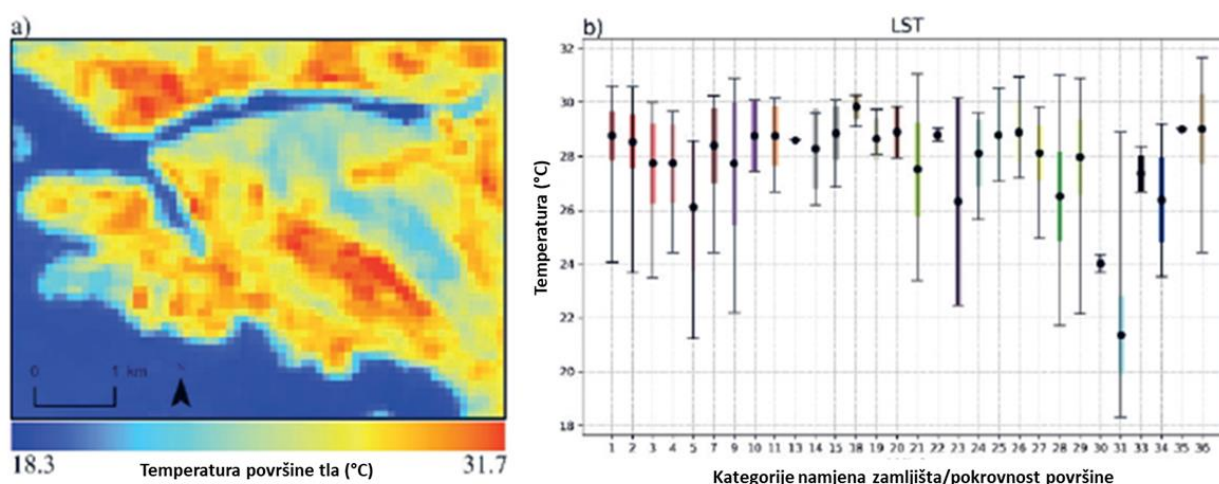 a)
0 1 km
18.3 Temperatura površine tla (°C) 31.7
b)
LST
Temperatura (°C)
32
30
28
26
24
22
20
18
1 2 3 4 5 7 9 10 11 13 14 15 18 19 20 21 22 23 24 25 26 27 28 29 30 31 33 34 35 36
Kategorije namjena zamljišta/pokrovnost površine